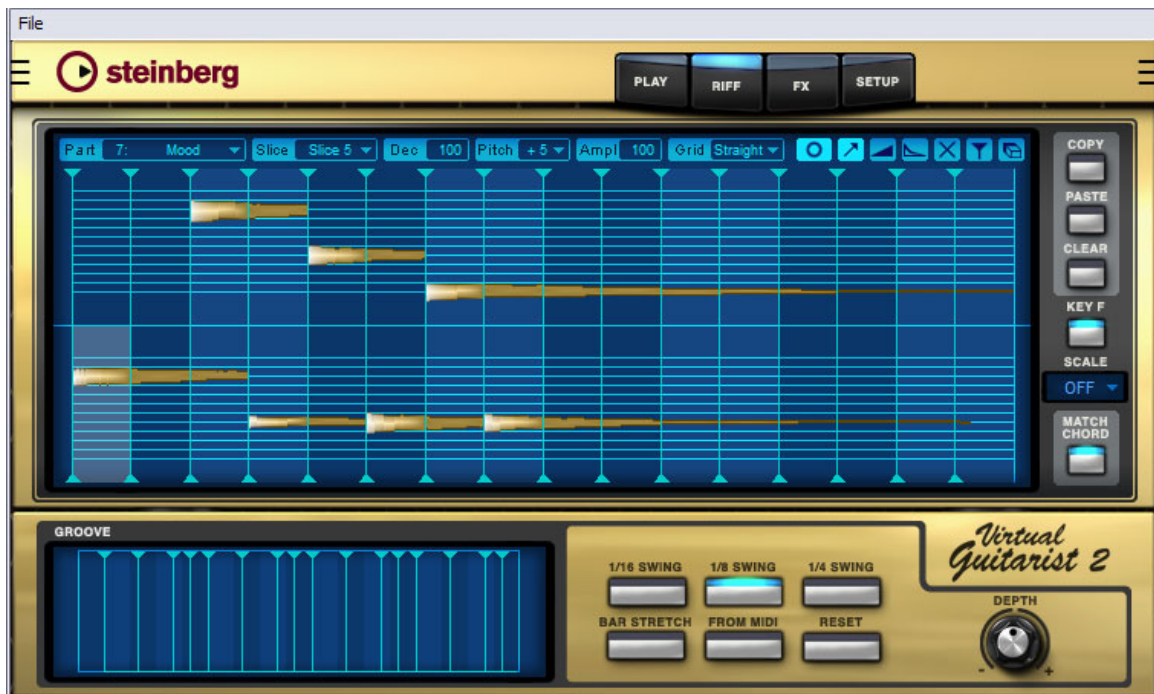 File
steinberg
PLAY RIFF FX SETUP
Part 7: Mood Slice Slice 5 Dec 100 Pitch + 5 Ampl 100 Grid Straight
COPY
PASTE
CLEAR
KEY F
SCALE
OFF
MATCH
CHORD
GROOVE
1/16 SWING 1/8 SWING 1/4 SWING
BAR STRETCH FROM MIDI RESET
Virtual
Guitarist 2
DEPTH
- +